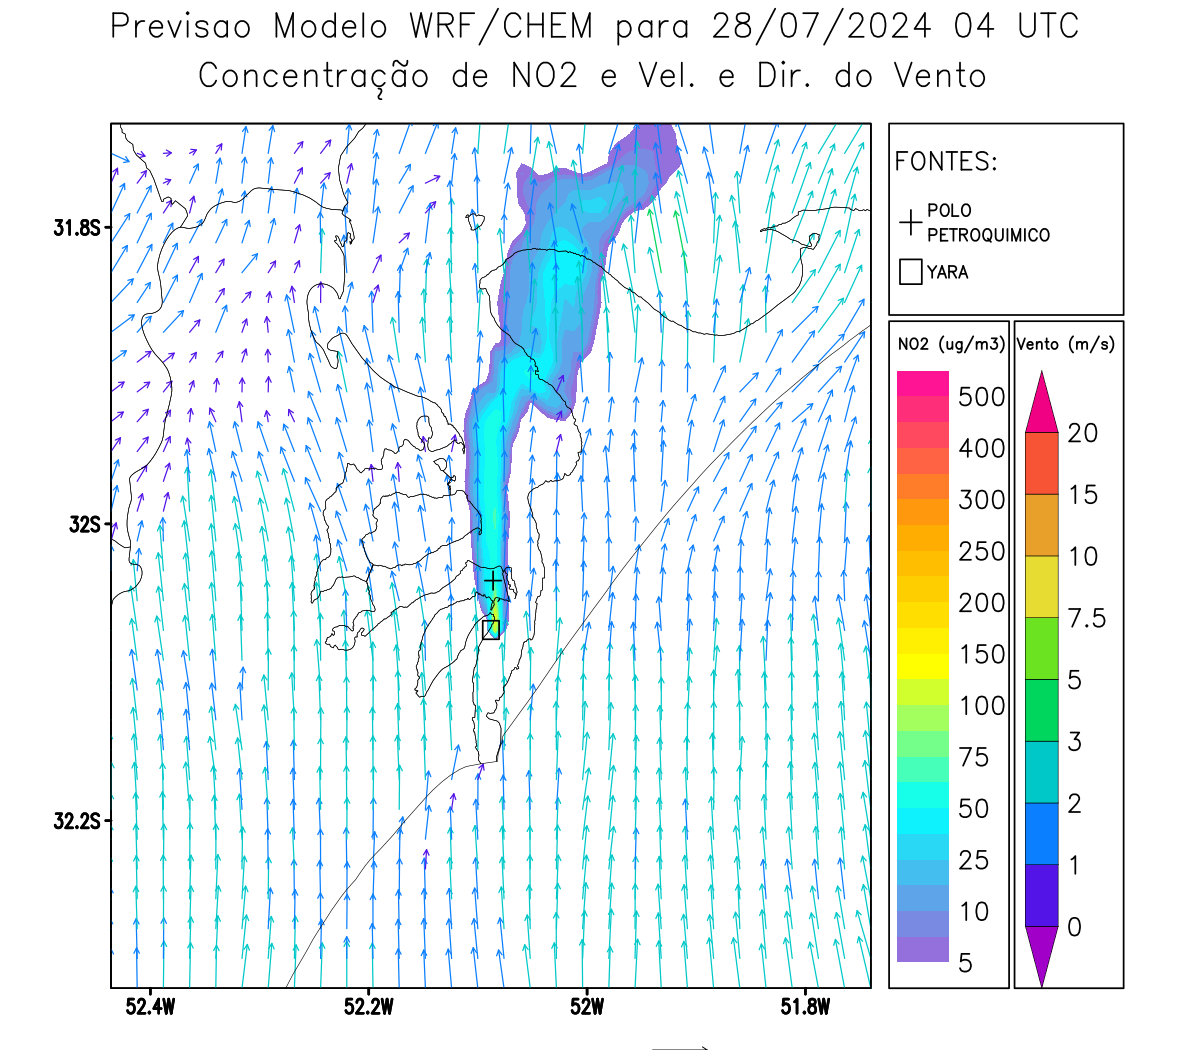 Previsao Modelo WRF/CHEM para 28/07/2024 04 UTC
Concentração de NO2 e Vel. e Dir. do Vento
FONTES:
POLO
PETROQUIMICO
YARA
31.8S
32S
32.2S
52.4W
52.2W
52W
51.8W
NO2 (ug/m3)
500
400
300
250
200
150
100
75
50
25
10
5
Vento (m/s)
20
15
10
7.5
5
3
2
1
0